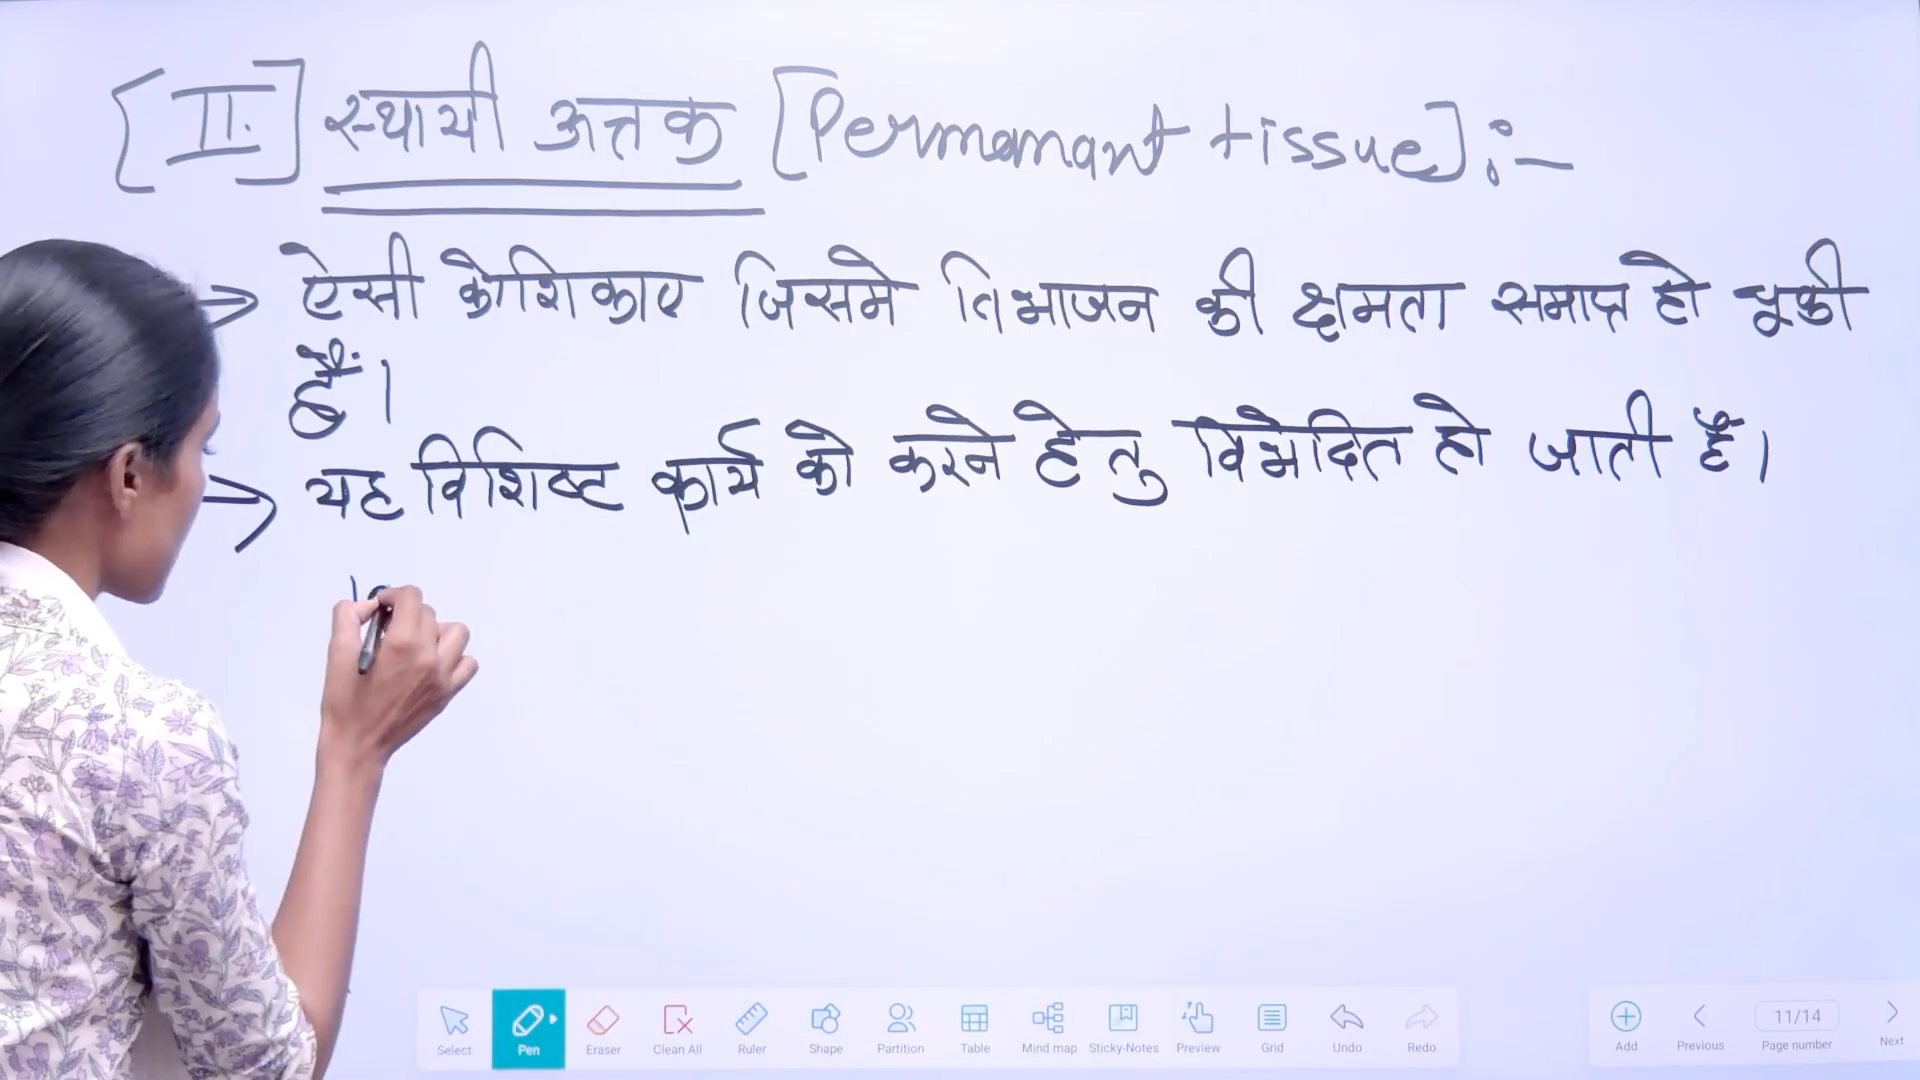 [II.] स्थायी ऊत्तक [Permanant tissue] :-
→ ऐसी कोशिकाए जिसमे विभाजन की क्षमता समाप्त हो चूकी
हैं।
→ यह विशिष्ट कार्य को करने हेतु विभेदित हो जाती है।
Select Pen Eraser Clean All Ruler Shape Partition Table Mind map Sticky-Notes Preview Grid Undo Redo Add Previous 11/14 Page number Next